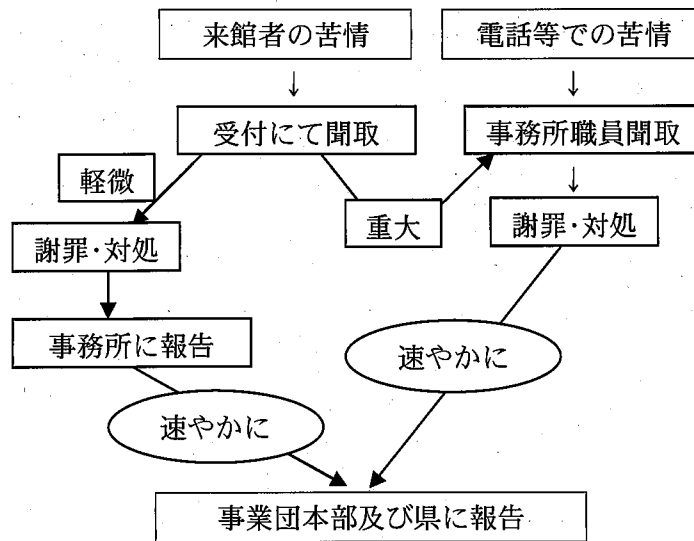 来館者の苦情
電話等での苦情
↓
↓
受付にて聞取
事務所職員聞取
軽微
↓
重大
謝罪・対処
謝罪・対処
事務所に報告
速やかに
速やかに
事業団本部及び県に報告